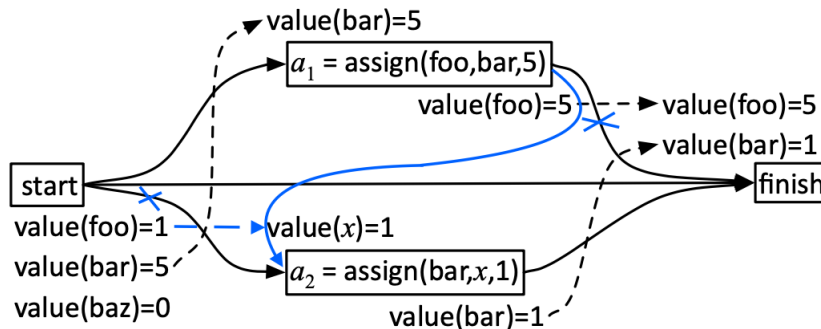 value(bar)=5
a₁ = assign(foo,bar,5)
value(foo)=5
value(foo)=5
value(bar)=1
start
finish
value(foo)=1
value(x)=1
value(bar)=5
a₂ = assign(bar,x,1)
value(baz)=0
value(bar)=1